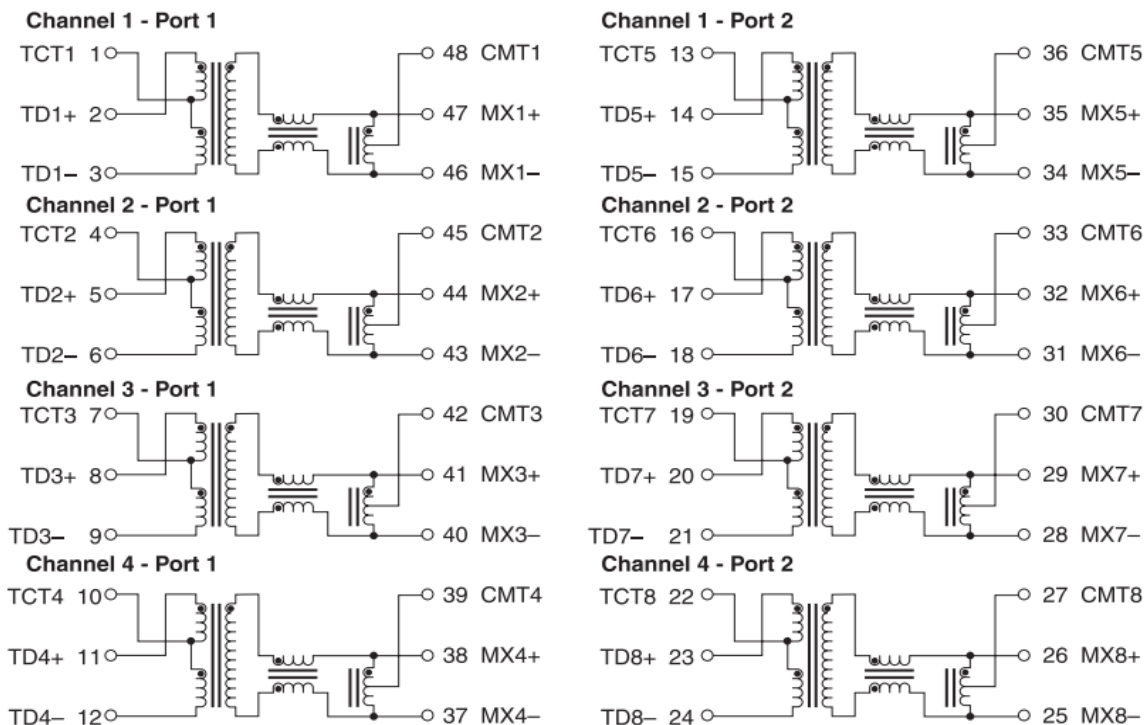 Channel 1 - Port 1
TCT1 1 48 CMT1
TD1+ 2 47 MX1+
TD1– 3 46 MX1–
Channel 2 - Port 1
TCT2 4 45 CMT2
TD2+ 5 44 MX2+
TD2– 6 43 MX2–
Channel 3 - Port 1
TCT3 7 42 CMT3
TD3+ 8 41 MX3+
TD3– 9 40 MX3–
Channel 4 - Port 1
TCT4 10 39 CMT4
TD4+ 11 38 MX4+
TD4– 12 37 MX4–
Channel 1 - Port 2
TCT5 13 36 CMT5
TD5+ 14 35 MX5+
TD5– 15 34 MX5–
Channel 2 - Port 2
TCT6 16 33 CMT6
TD6+ 17 32 MX6+
TD6– 18 31 MX6–
Channel 3 - Port 2
TCT7 19 30 CMT7
TD7+ 20 29 MX7+
TD7– 21 28 MX7–
Channel 4 - Port 2
TCT8 22 27 CMT8
TD8+ 23 26 MX8+
TD8– 24 25 MX8–